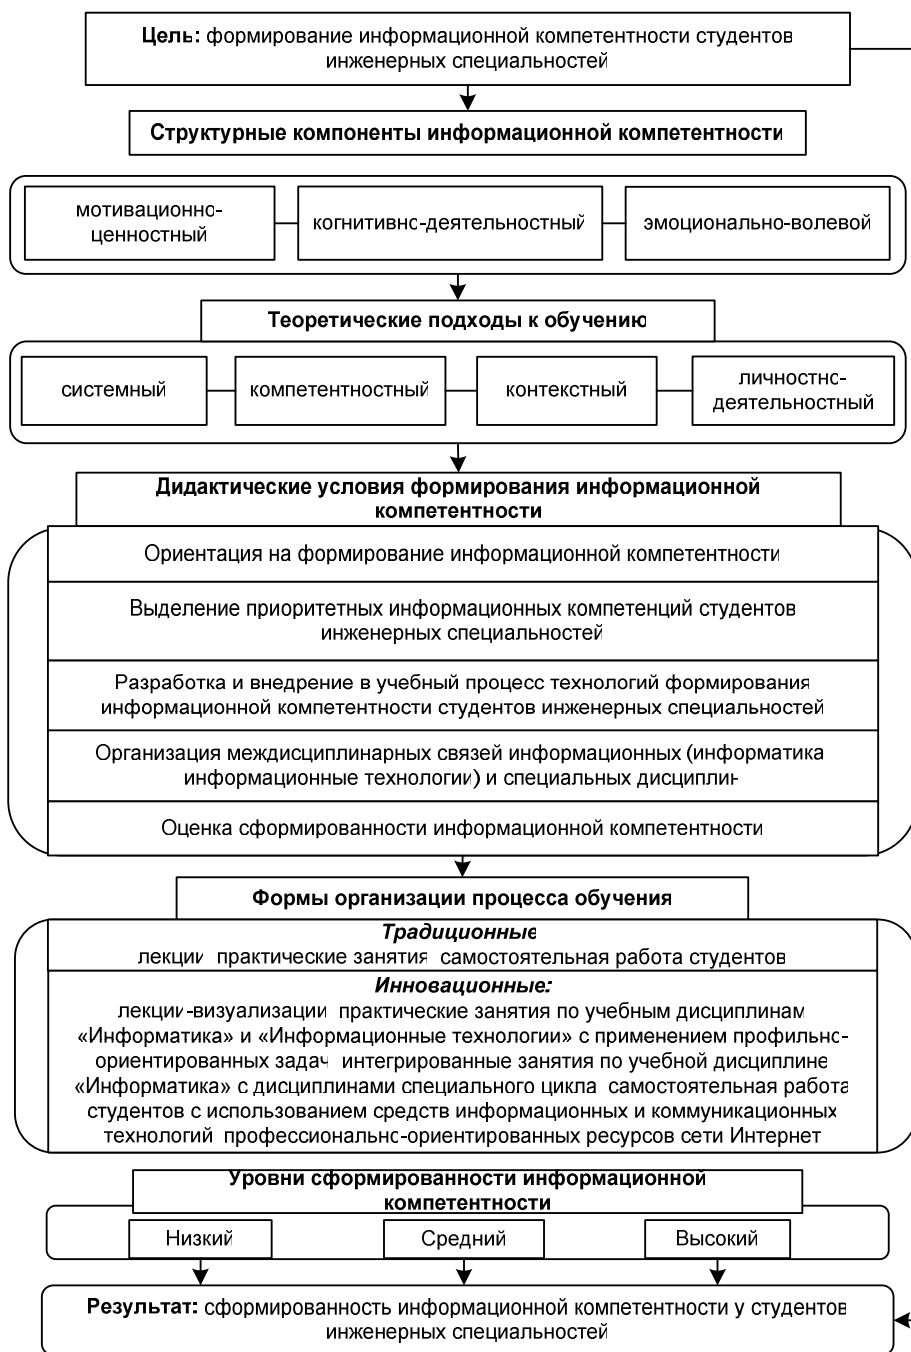 Цель: формирование информационной компетентности студентов
инженерных специальностей
Структурные компоненты информационной компетентности
мотивационно-
ценностный
когнитивно-деятельностный
эмоционально-волевой
Теоретические подходы к обучению
системный
компетентностный
контекстный
личностно-
деятельностный
Дидактические условия формирования информационной
компетентности
Ориентация на формирование информационной компетентности
Выделение приоритетных информационных компетенций студентов
инженерных специальностей
Разработка и внедрение в учебный процесс технологий формирования
информационной компетентности студентов инженерных специальностей
Организация междисциплинарных связей информационных (информатика
информационные технологии) и специальных дисциплин
Оценка сформированности информационной компетентности
Формы организации процесса обучения
Традиционные
лекции практические занятия самостоятельная работа студентов
Инновационные:
лекции-визуализации практические занятия по учебным дисциплинам
«Информатика» и «Информационные технологии» с применением профильно-
ориентированных задач интегрированные занятия по учебной дисциплине
«Информатика» с дисциплинами специального цикла самостоятельная работа
студентов с использованием средств информационных и коммуникационных
технологий профессионально-ориентированных ресурсов сети Интернет
Уровни сформированности информационной
компетентности
Низкий
Средний
Высокий
Результат: сформированность информационной компетентности у студентов
инженерных специальностей